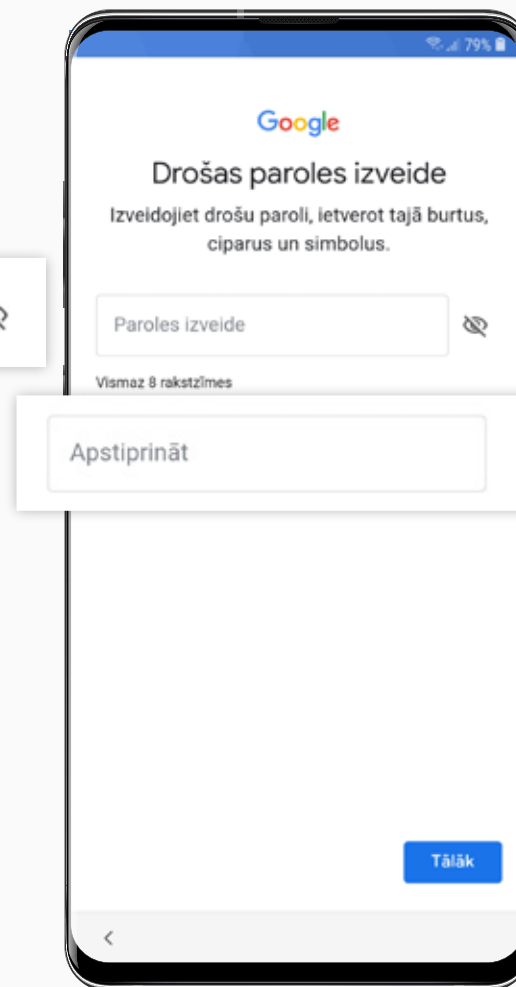 79%
Google
Drošas paroles izveide
Izveidojiet drošu paroli, ietverot tajā burtus,
ciparus un simbolus.
Paroles izveide
Vismaz 8 rakstzīmes
Apstiprināt
Tālāk